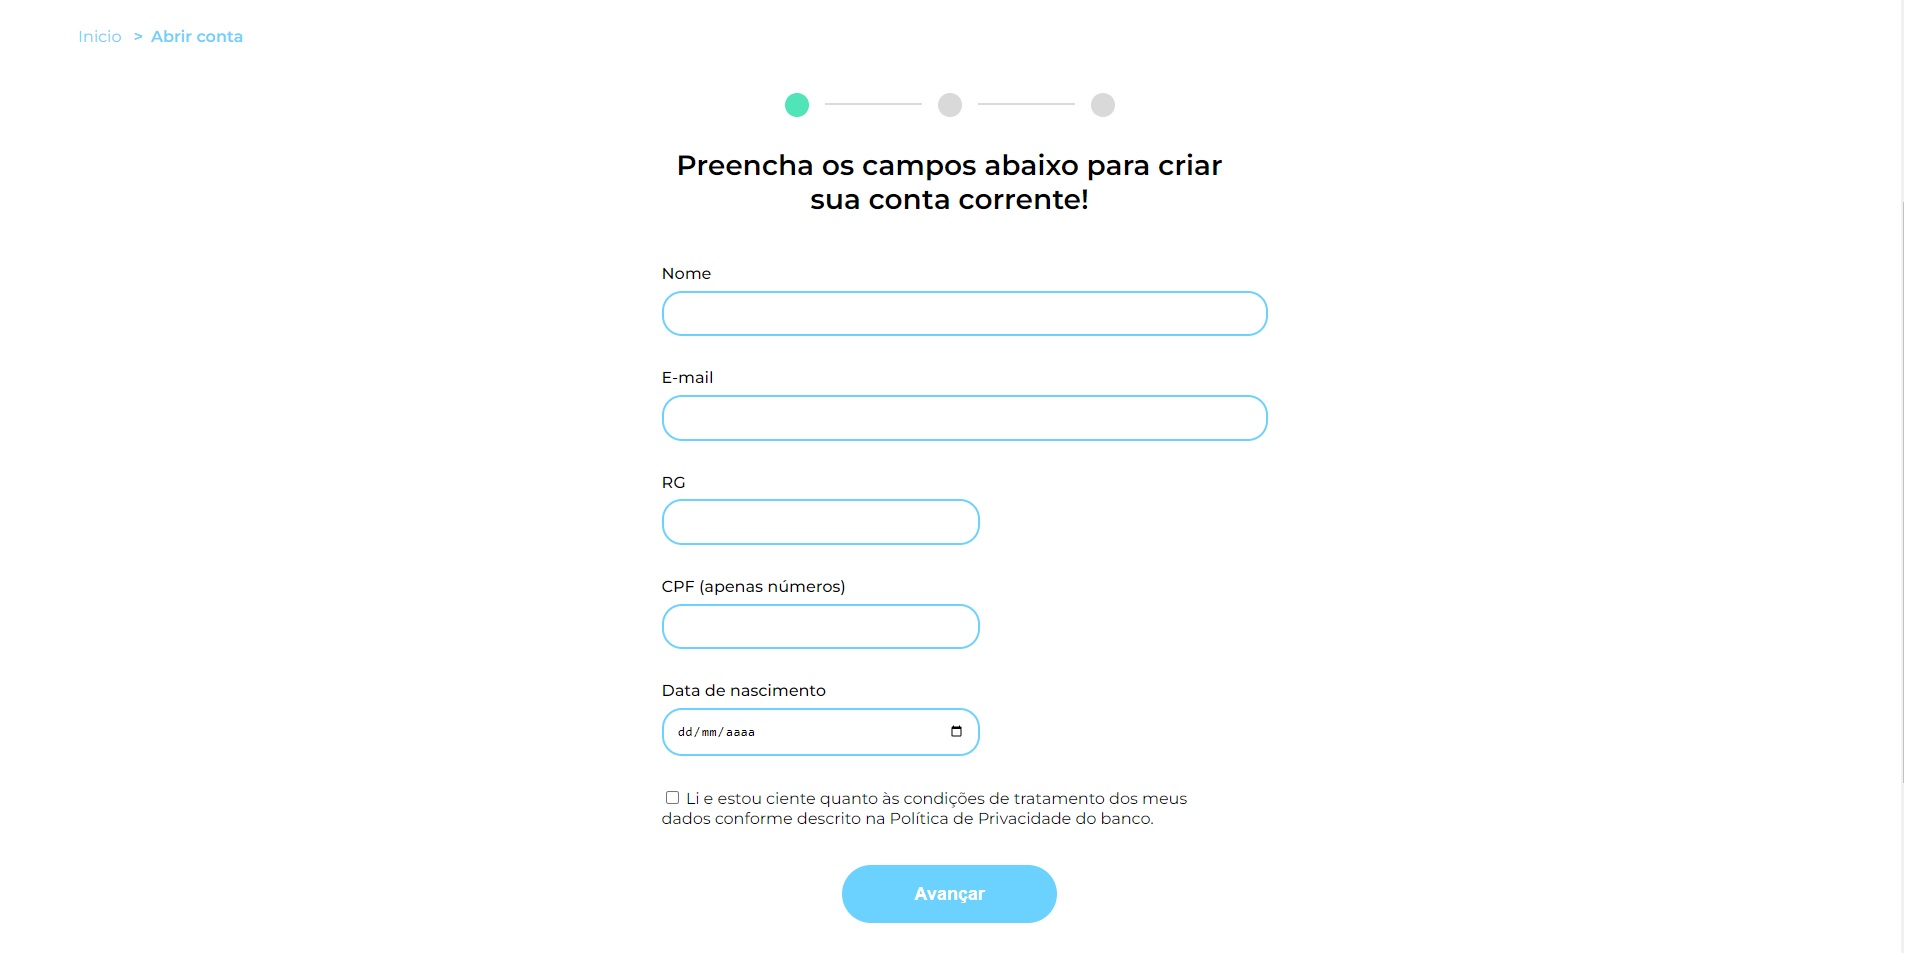 Inicio > Abrir conta
Preencha os campos abaixo para criar
sua conta corrente!
Nome
E-mail
RG
CPF (apenas números)
Data de nascimento
dd/mm/aaaa
Li e estou ciente quanto às condições de tratamento dos meus
dados conforme descrito na Política de Privacidade do banco.
Avançar